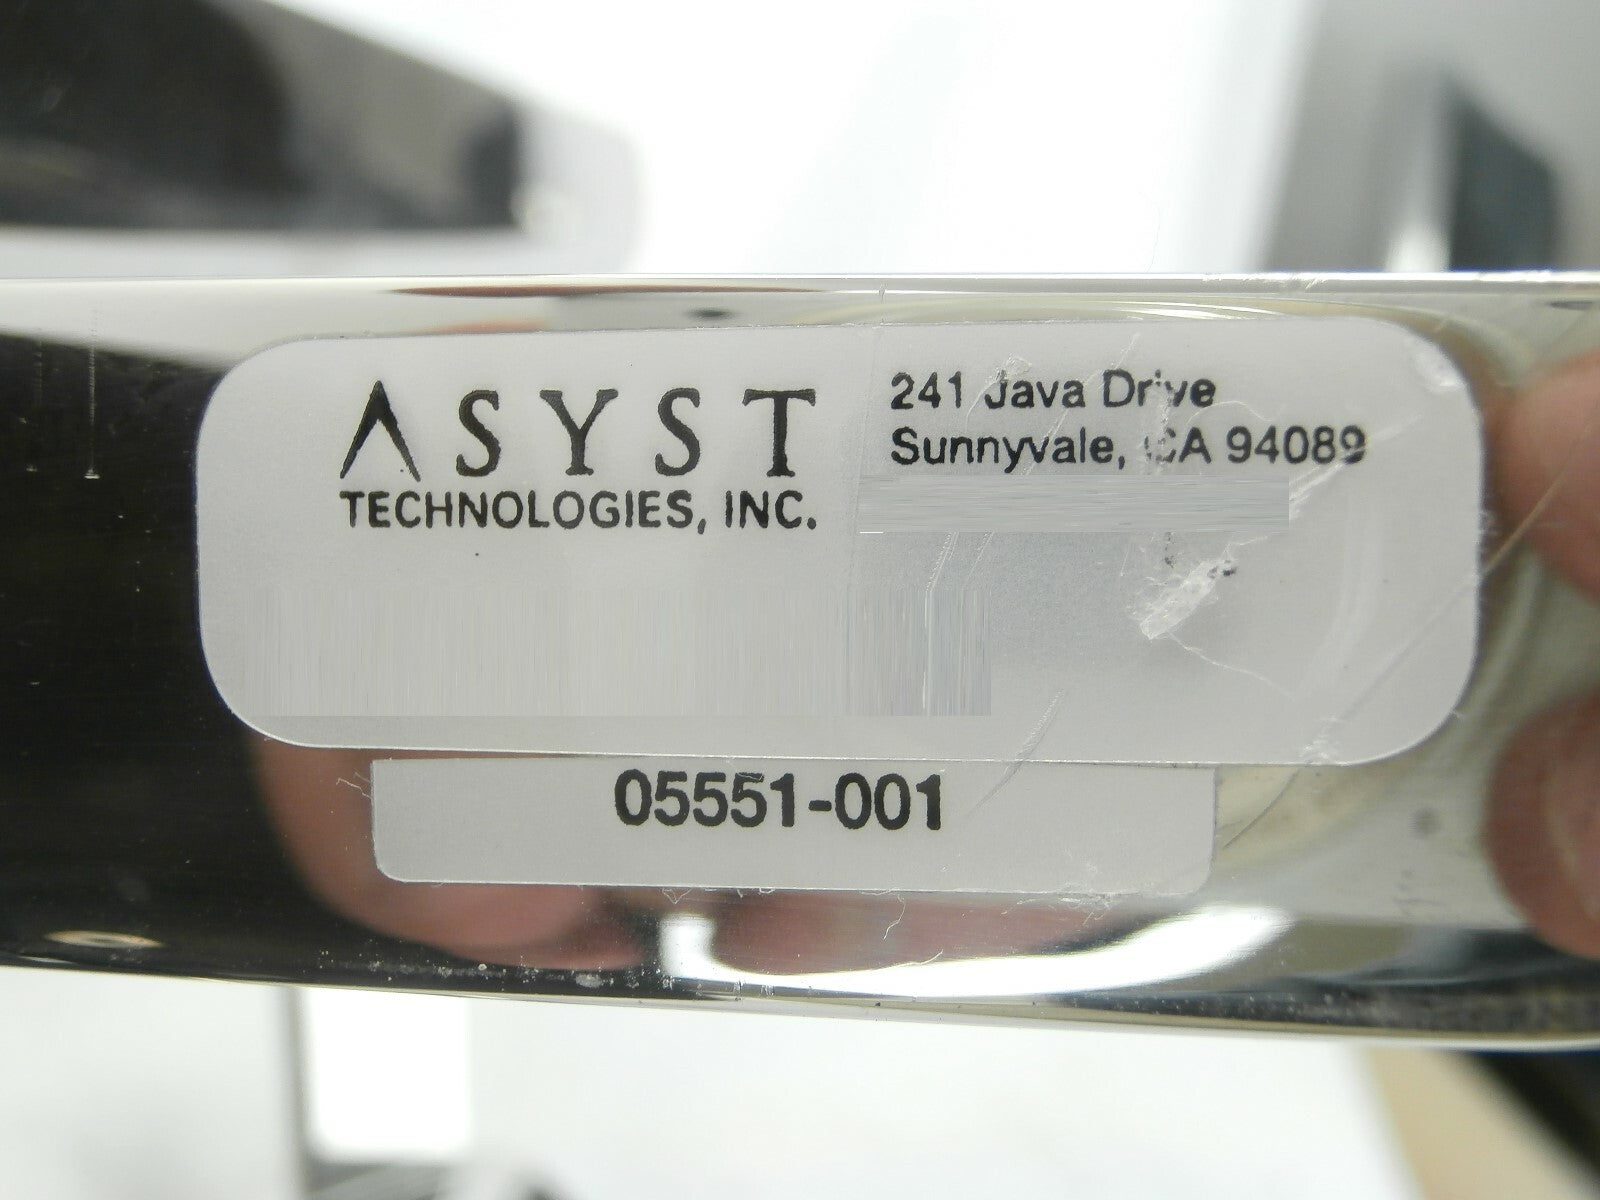 ASYST
TECHNOLOGIES, INC.
241 Java Drive
Sunnyvale, CA 94089
05551-001